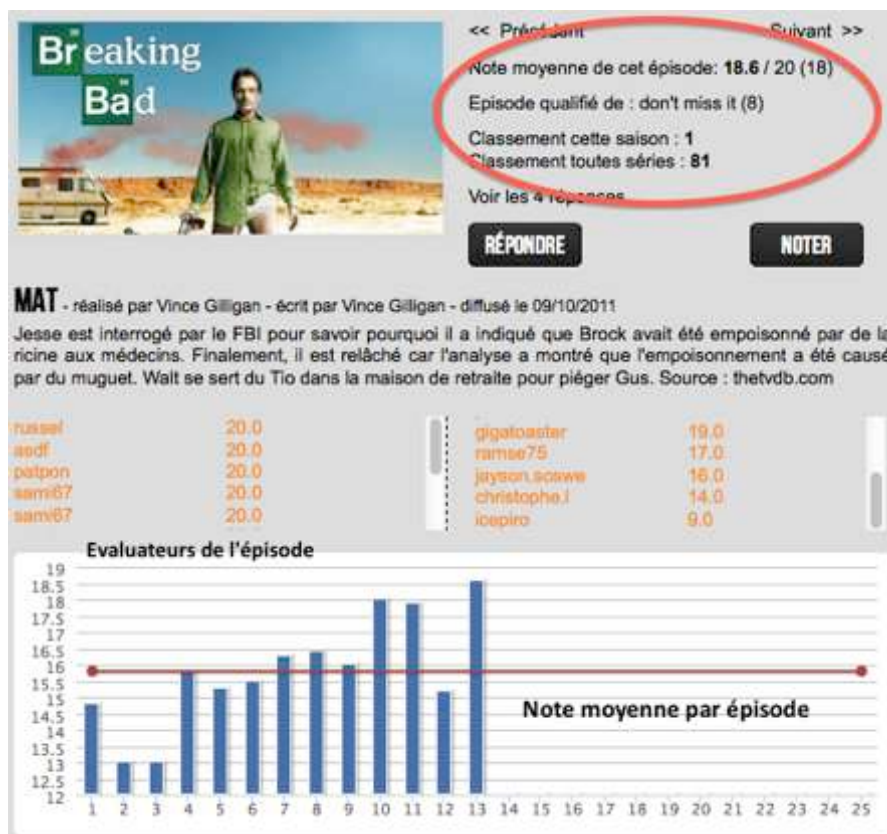 Breaking
Bad
<< Précédent Suivant >>
Note moyenne de cet épisode: 18.6 / 20 (18)
Episode qualifié de : don't miss it (8)
Classement cette saison : 1
Classement toutes séries : 81
Voir les 4 réponses
RÉPONDRE NOTER
MAT - réalisé par Vince Gilligan - écrit par Vince Gilligan - diffusé le 09/10/2011
Jesse est interrogé par le FBI pour savoir pourquoi il a indiqué que Brock avait été empoisonné par de la
ricine aux médecins. Finalement, il est relâché car l'analyse a montré que l'empoisonnement a été causé
par du muguet. Walt se sert du Tio dans la maison de retraite pour piéger Gus. Source : thetvdb.com
russel 20.0
asdf 20.0
patpon 20.0
sami67 20.0
sami67 20.0
gigatoaster 19.0
ramse75 17.0
jayson.soswe 16.0
christophe.l 14.0
icepiro 9.0
Evaluateurs de l'épisode
19
18.5
18
17.5
17
16.5
16
15.5
15
14.5
14
13.5
13
12.5
12
Note moyenne par épisode
1 2 3 4 5 6 7 8 9 10 11 12 13 14 15 16 17 18 19 20 21 22 23 24 25